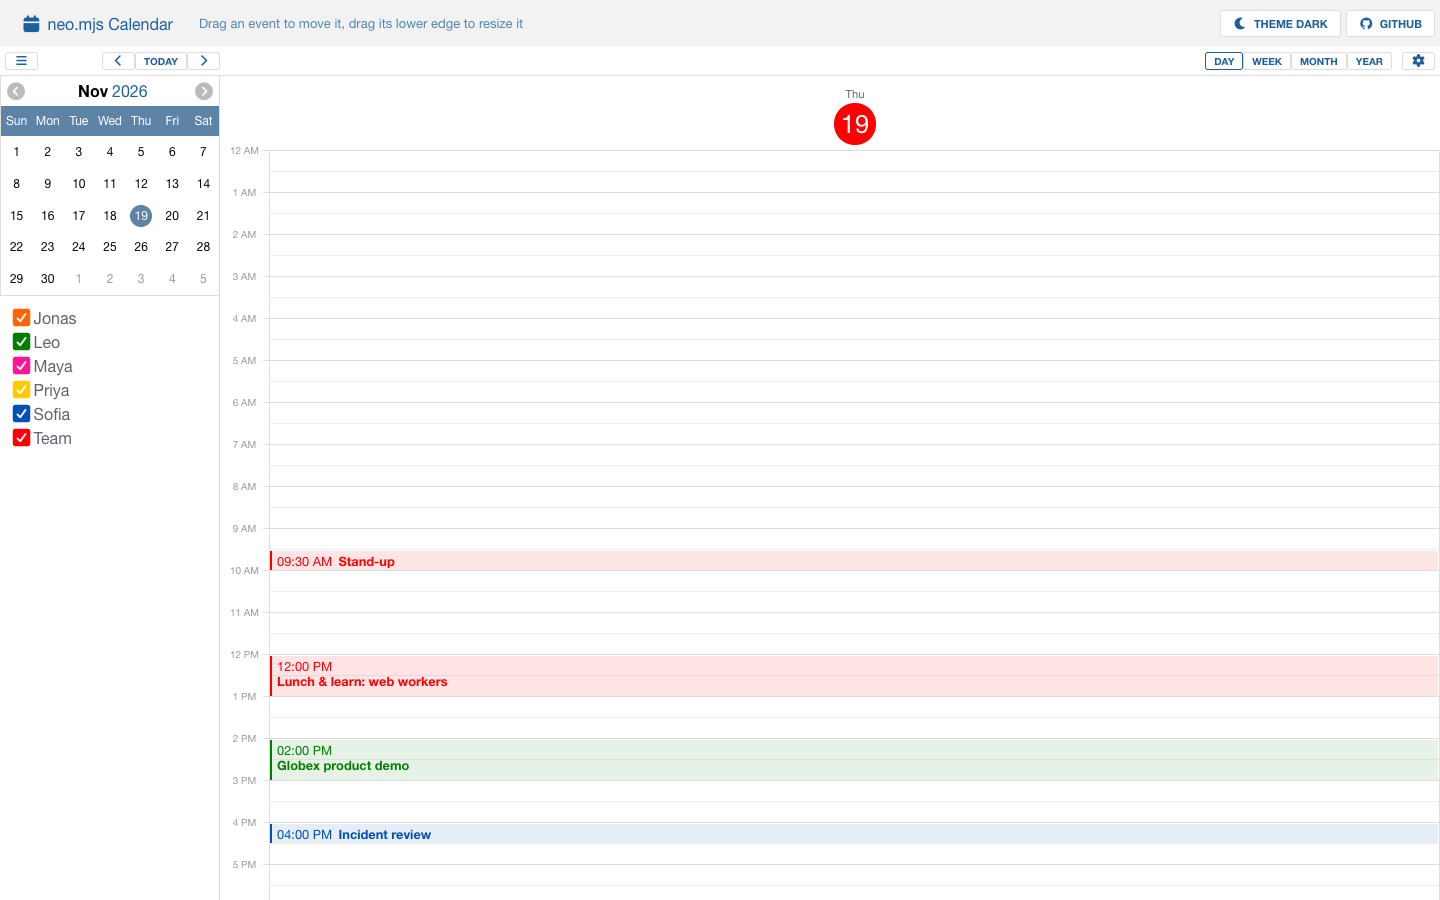 neo.mjs Calendar
Drag an event to move it, drag its lower edge to resize it
THEME DARK
GITHUB
TODAY
DAY
WEEK
MONTH
YEAR
Nov 2026
Sun Mon Tue Wed Thu Fri Sat
1 2 3 4 5 6 7
8 9 10 11 12 13 14
15 16 17 18 19 20 21
22 23 24 25 26 27 28
29 30 1 2 3 4 5
Jonas
Leo
Maya
Priya
Sofia
Team
Thu
19
12 AM
1 AM
2 AM
3 AM
4 AM
5 AM
6 AM
7 AM
8 AM
9 AM
09:30 AM Stand-up
10 AM
11 AM
12 PM
12:00 PM
Lunch & learn: web workers
1 PM
2 PM
02:00 PM
Globex product demo
3 PM
4 PM
04:00 PM Incident review
5 PM